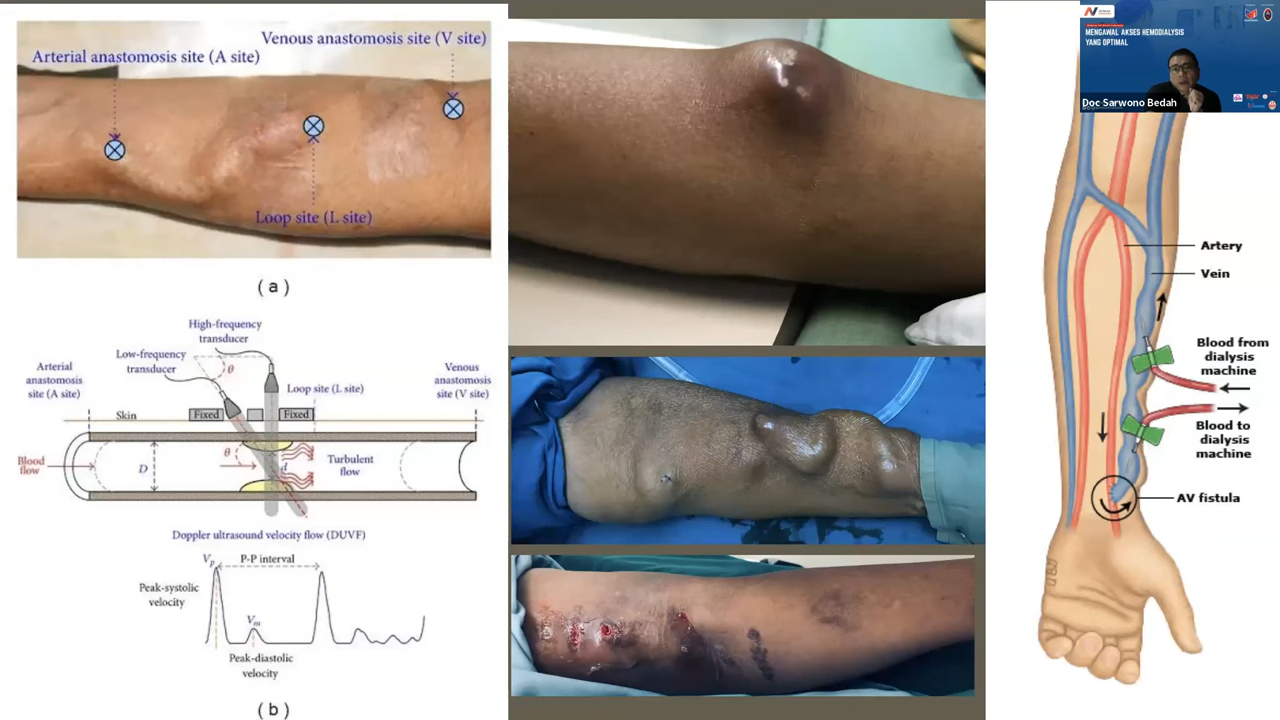 Venous anastomosis site (V site)
Arterial anastomosis site (A site)
Loop site (L site)
( a )
High-frequency
transducer
Low-frequency
transducer
θ
Arterial
anastomosis
site (A site)
Loop site (L site)
Venous
anastomosis
site (V site)
Skin
Fixed
Fixed
Blood
flow
D
θ
d
Turbulent
flow
Doppler ultrasound velocity flow (DUVF)
Vp
P-P interval
Peak-systolic
velocity
Vm
Peak-diastolic
velocity
( b )
MENGAWAL AKSES HEMODIALYSIS
YANG OPTIMAL
Doc Sarwono Bedah
Artery
Vein
Blood from
dialysis
machine
Blood to
dialysis
machine
AV fistula